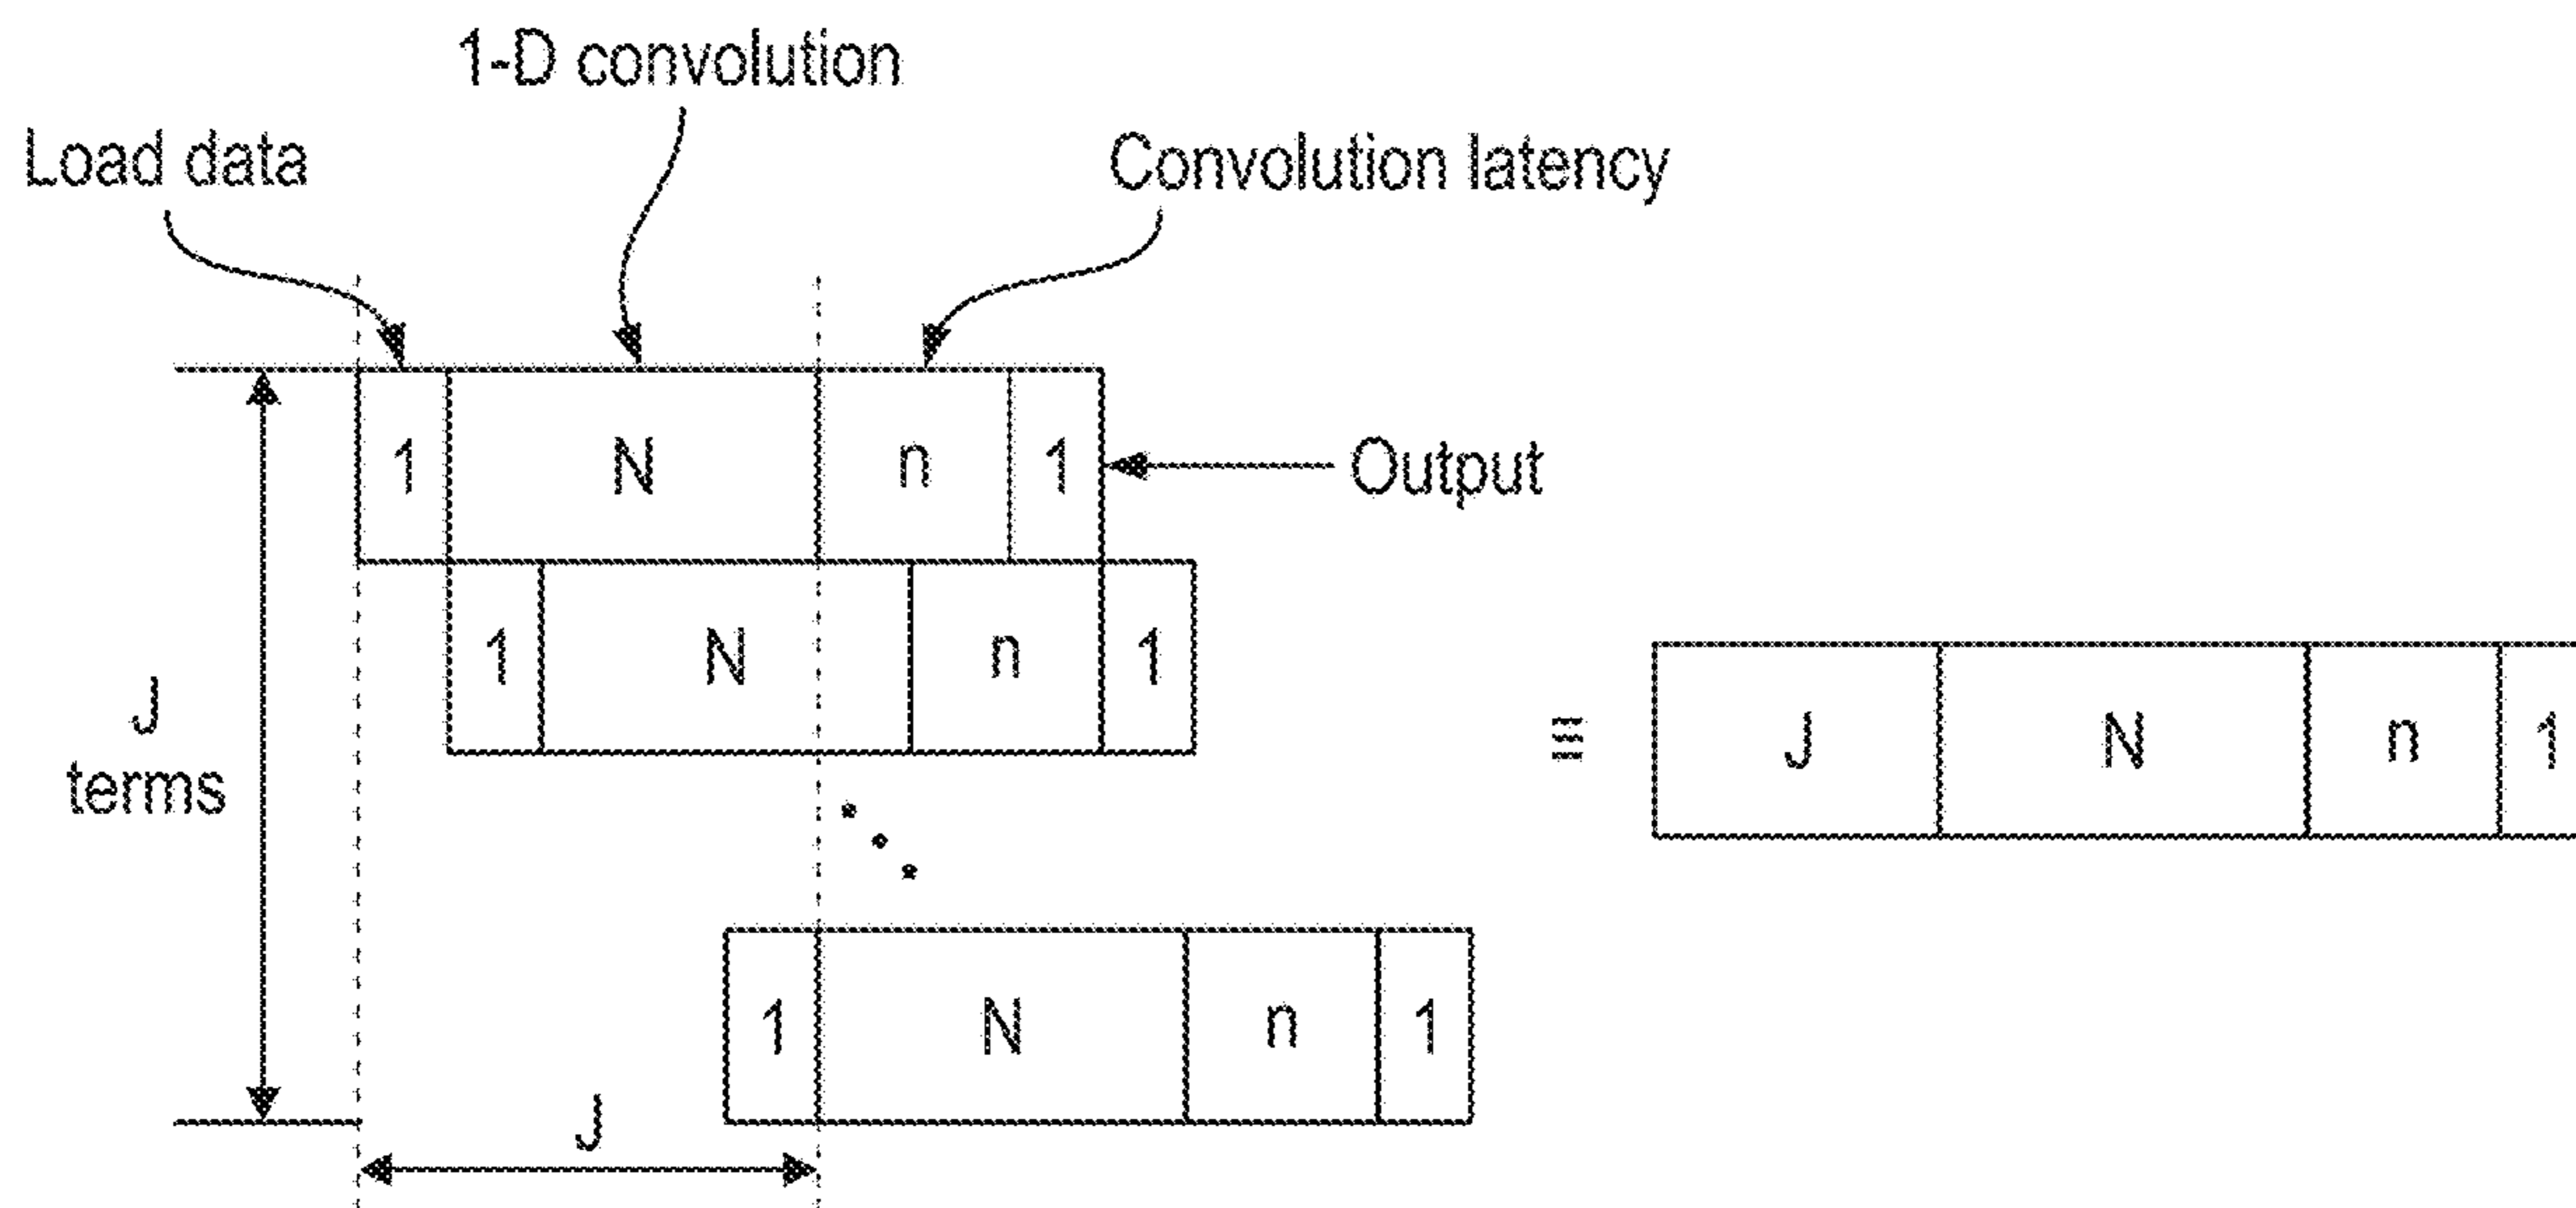 1-D convolution
Load data
Convolution latency
1 N n 1
Output
1 N n 1
J
terms
≡ J N n 1
1 N n 1
J